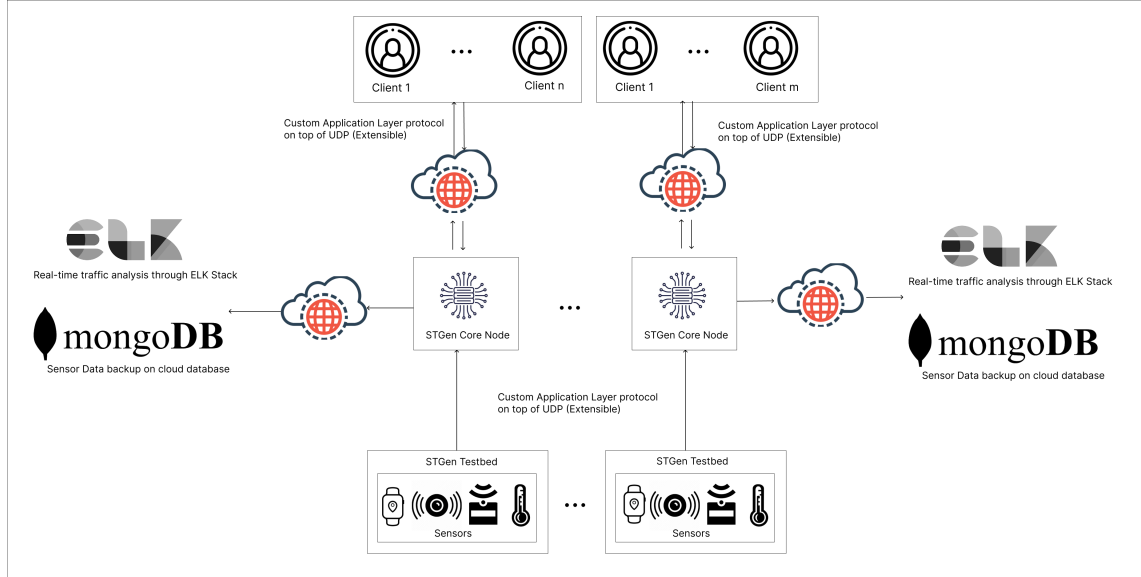 Client 1
...
Client n
Client 1
...
Client m
Custom Application Layer protocol
on top of UDP (Extensible)
Custom Application Layer protocol
on top of UDP (Extensible)
ELK
Real-time traffic analysis through ELK Stack
mongoDB
Sensor Data backup on cloud database
STGen Core Node
...
STGen Core Node
ELK
Real-time traffic analysis through ELK Stack
mongoDB
Sensor Data backup on cloud database
Custom Application Layer protocol
on top of UDP (Extensible)
STGen Testbed
Sensors
...
STGen Testbed
Sensors